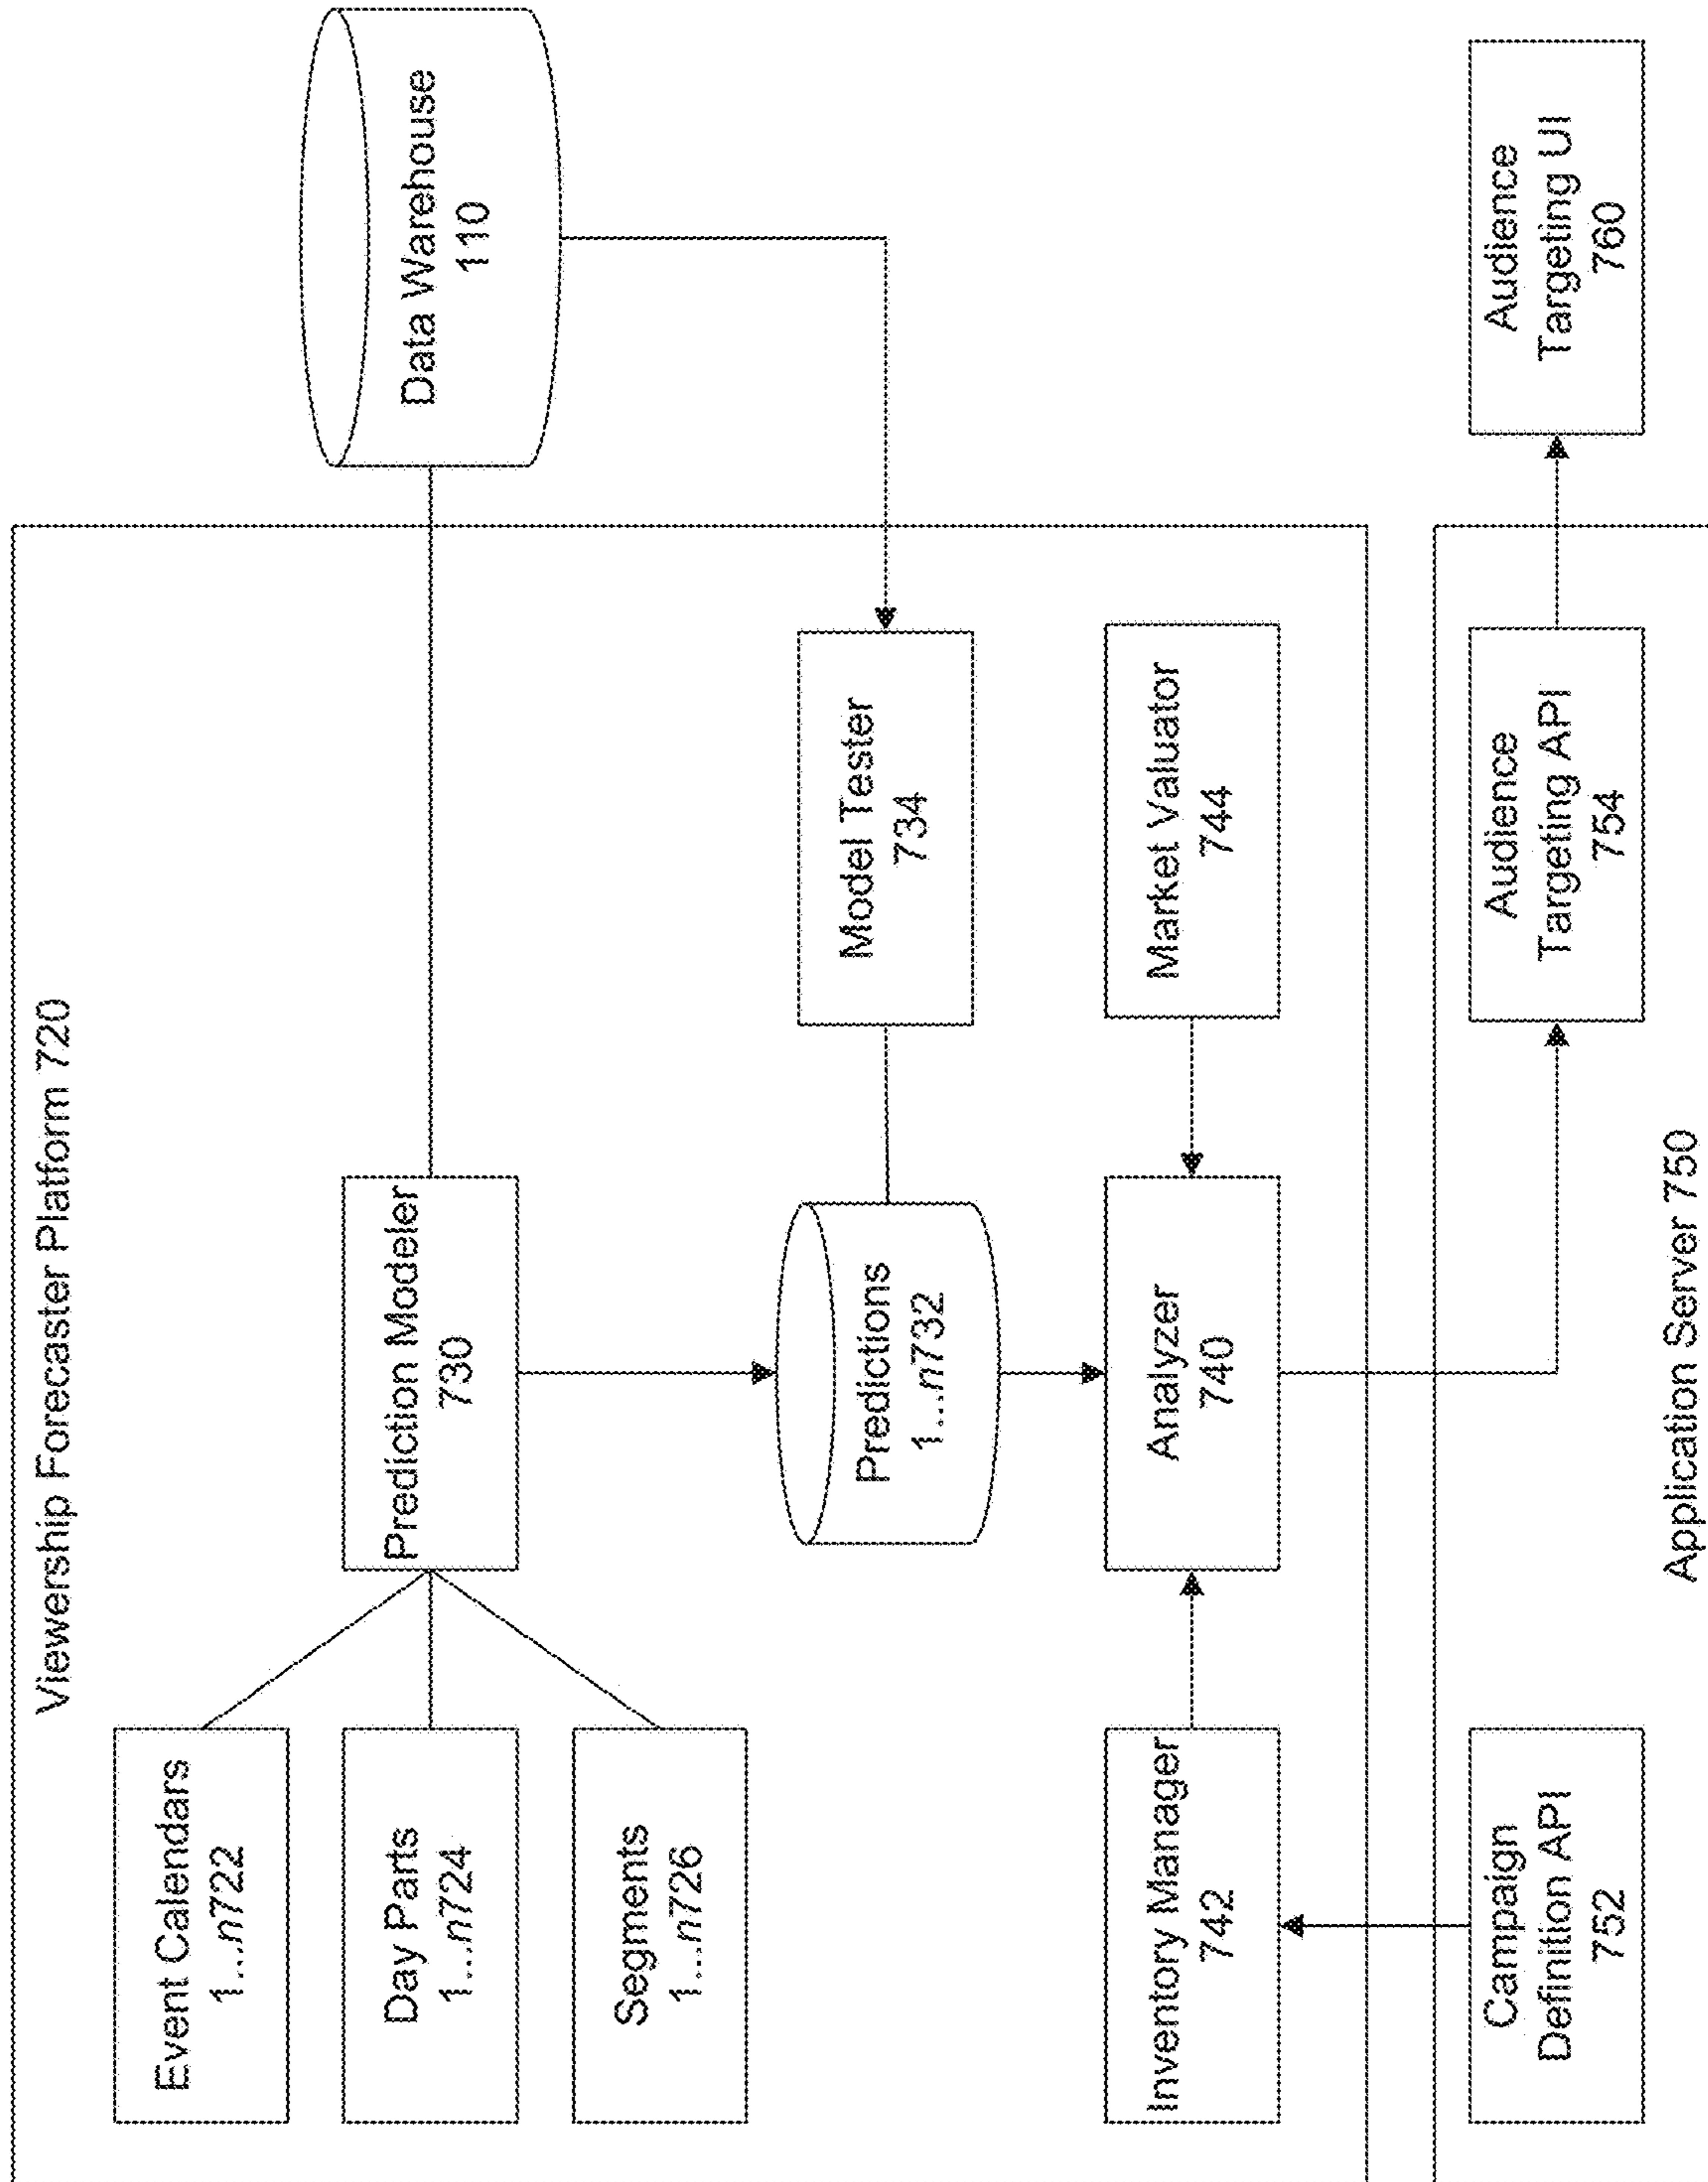 Viewership Forecaster Platform 720
Event Calendars
1...n722
Day Parts
1...n724
Segments
1...n726
Prediction Modeler
730
Data Warehouse
110
Predictions
1...n732
Model Tester
734
Inventory Manager
742
Analyzer
740
Market Valuator
744
Campaign
Definition API
752
Audience
Targeting API
754
Audience
Targeting UI
760
Application Server 750